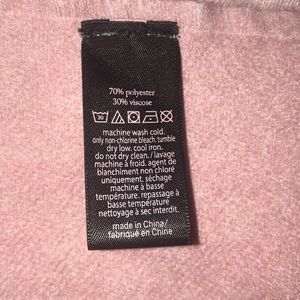 70% polyester
30% viscose
machine wash cold.
only non-chlorine bleach. tumble
dry low. cool iron.
do not dry clean./ lavage
machine à froid. agent de
blanchiment non chloré
uniquement. séchage
machine à basse
température. repassage à
basse température
nettoyage à sec interdit.
made in China/
fabriqué en Chine